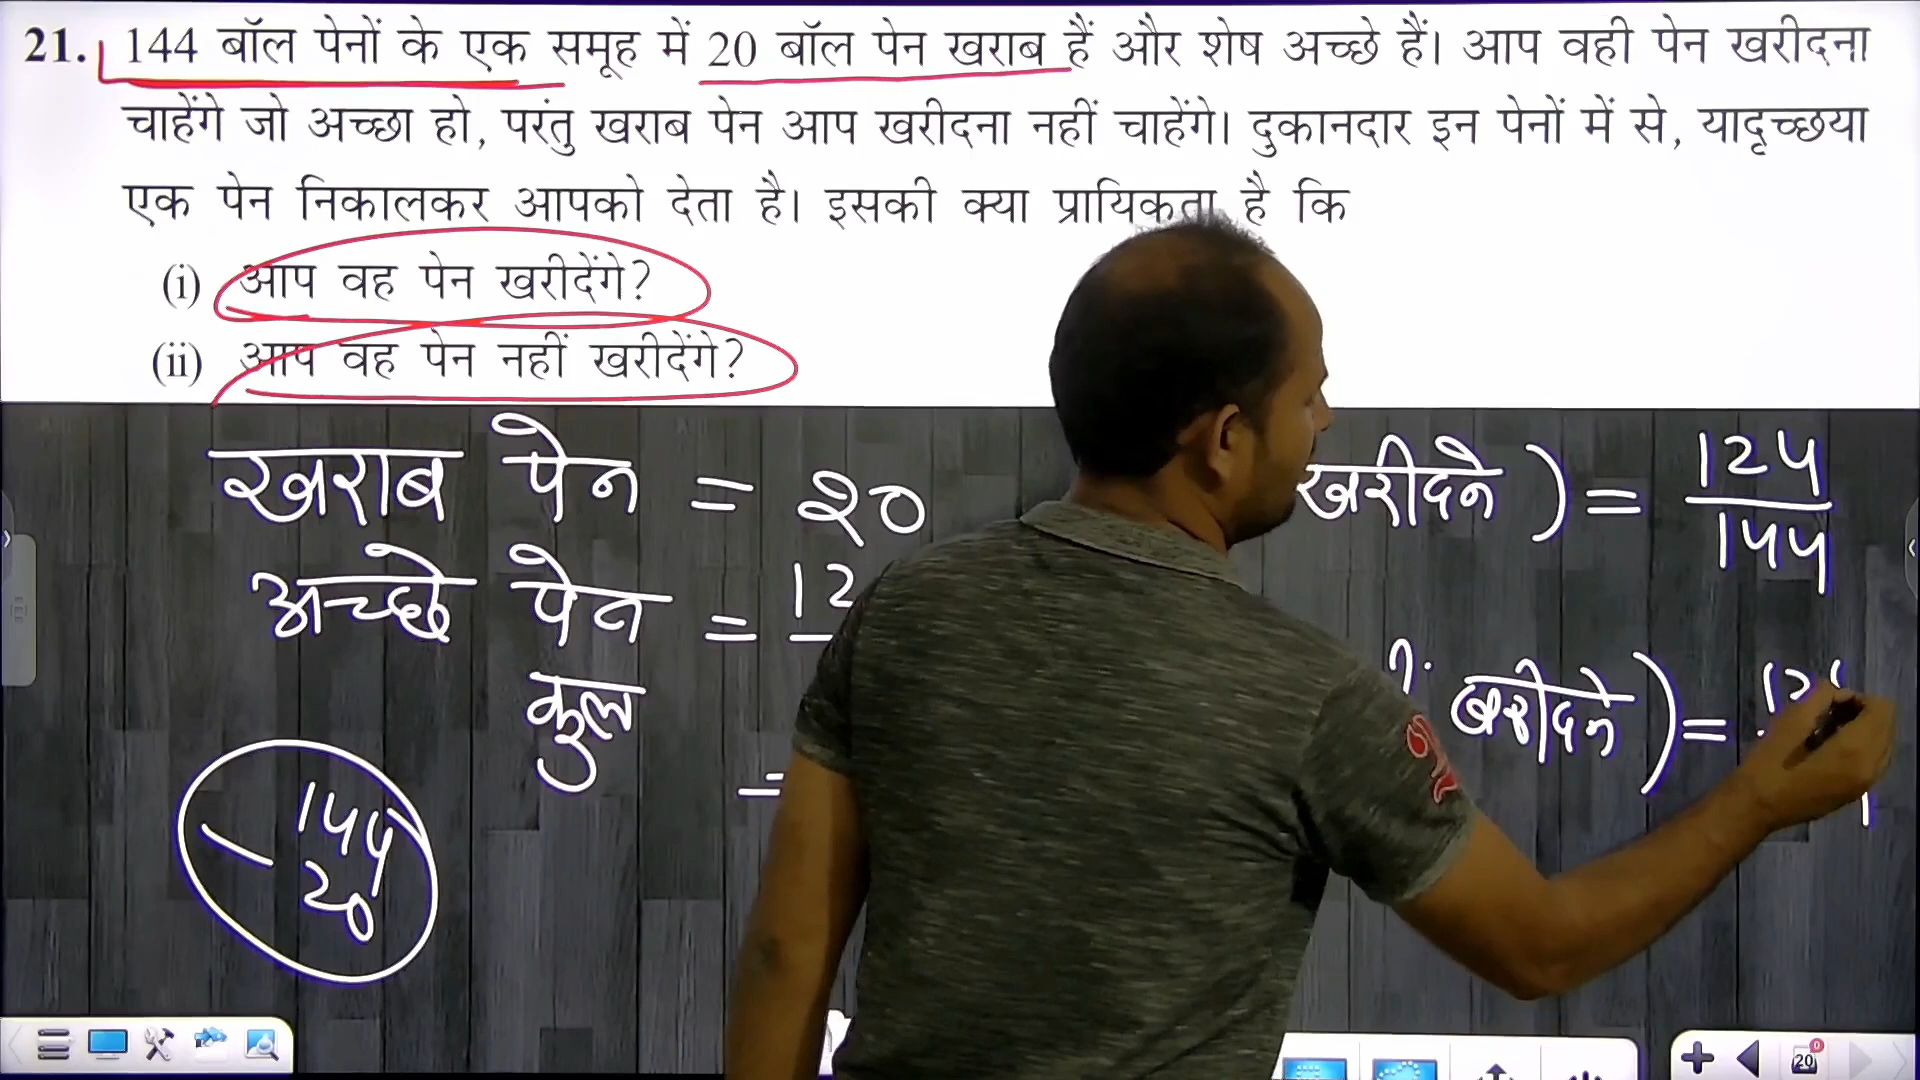 21. 144 बॉल पेनों के एक समूह में 20 बॉल पेन खराब हैं और शेष अच्छे हैं। आप वही पेन खरीदना
चाहेंगे जो अच्छा हो, परंतु खराब पेन आप खरीदना नहीं चाहेंगे। दुकानदार इन पेनों में से, यादृच्छया
एक पेन निकालकर आपको देता है। इसकी क्या प्रायिकता है कि
(i) आप वह पेन खरीदेंगे?
(ii) आप वह पेन नहीं खरीदेंगे?
खराब पेन = २०
अच्छे पेन = 12
कुल
=
144
- 20
खरीदने ) = 124
144
खरीदने ) =
20